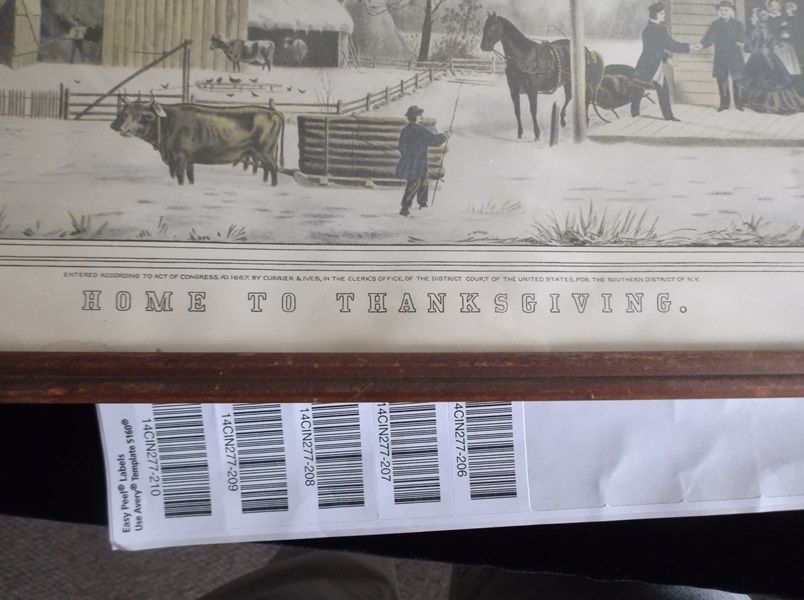 ENTERED ACCORDING TO ACT OF CONGRESS, AD 1867. BY CURRIER & IVES, IN THE CLERK'S OFFICE, OF THE DISTRICT COURT OF THE UNITED STATES, FOR THE SOUTHERN DISTRICT OF N.Y.
HOME TO THANKSGIVING.
Easy Peel® Labels
Use Avery® Template 5160®
14CIN277-210
14CIN277-209
14CIN277-208
14CIN277-207
14CIN277-206